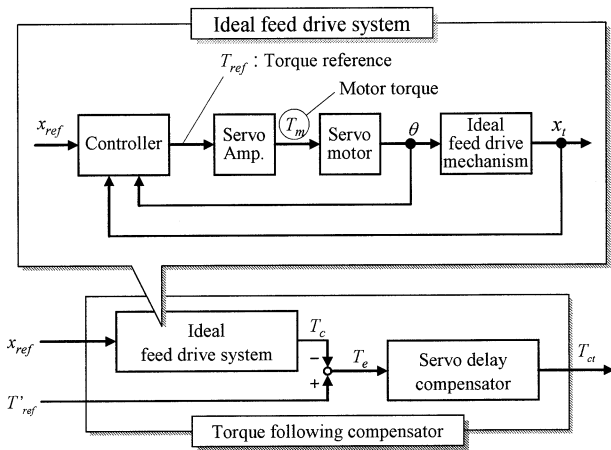 Ideal feed drive system
T_ref : Torque reference
Motor torque
x_ref
Controller
Servo
Amp.
T_m
Servo
motor
θ
Ideal
feed drive
mechanism
x_t
x_ref
Ideal
feed drive system
T_c
−
+
T_e
Servo delay
compensator
T_ct
T'_ref
Torque following compensator